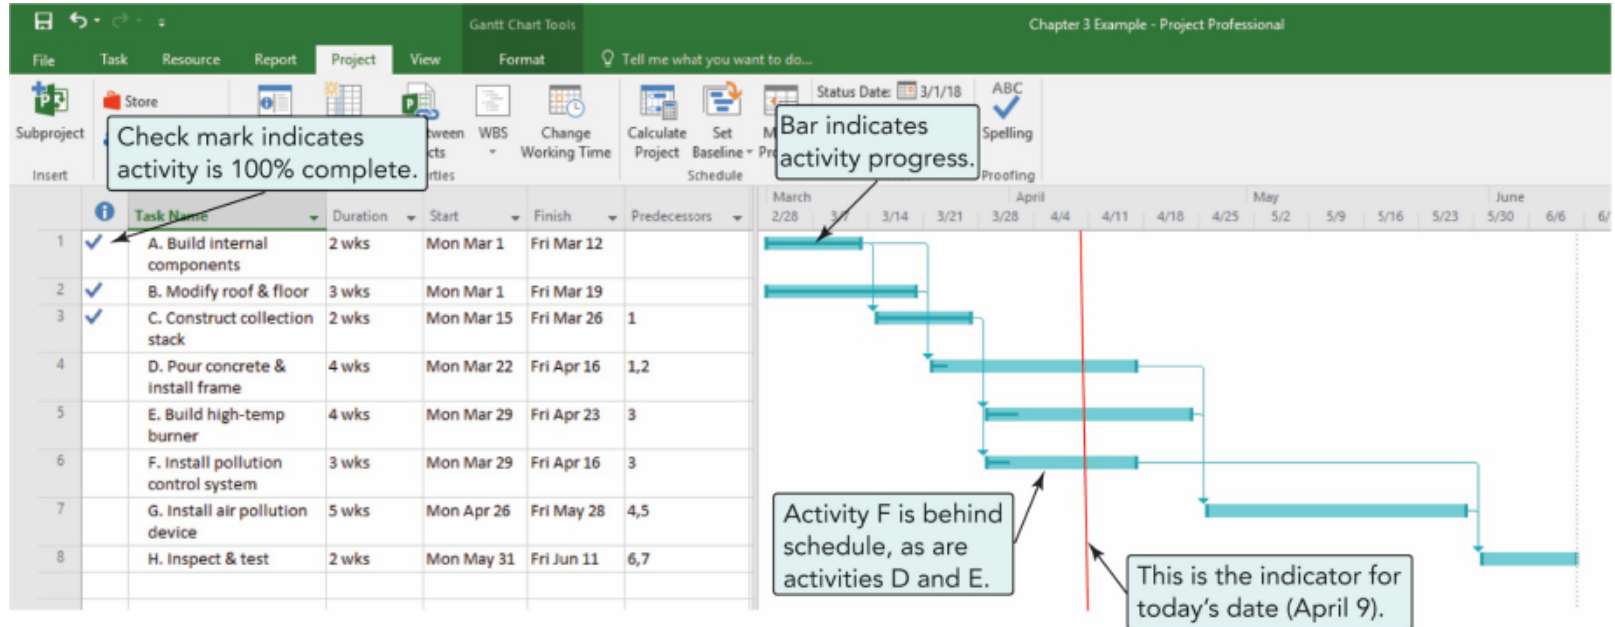 Gantt Chart Tools
Chapter 3 Example - Project Professional
File Task Resource Report Project View Format Tell me what you want to do...
Store
Status Date: 3/1/18
ABC
Subproject
WBS
Change
Working Time
Calculate
Project
Set
Baseline
Spelling
Insert
Schedule
Proofing
Check mark indicates
activity is 100% complete.
Bar indicates
activity progress.
Task Name Duration Start Finish Predecessors
March April May June
2/28 3/7 3/14 3/21 3/28 4/4 4/11 4/18 4/25 5/2 5/9 5/16 5/23 5/30 6/6 6/
1 A. Build internal 2 wks Mon Mar 1 Fri Mar 12
components
2 B. Modify roof & floor 3 wks Mon Mar 1 Fri Mar 19
3 C. Construct collection 2 wks Mon Mar 15 Fri Mar 26 1
stack
4 D. Pour concrete & 4 wks Mon Mar 22 Fri Apr 16 1,2
install frame
5 E. Build high-temp 4 wks Mon Mar 29 Fri Apr 23 3
burner
6 F. Install pollution 3 wks Mon Mar 29 Fri Apr 16 3
control system
7 G. Install air pollution 5 wks Mon Apr 26 Fri May 28 4,5
device
8 H. Inspect & test 2 wks Mon May 31 Fri Jun 11 6,7
Activity F is behind
schedule, as are
activities D and E.
This is the indicator for
today's date (April 9).